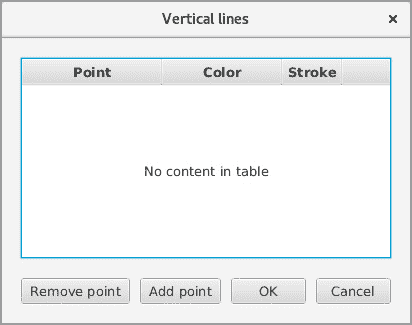 Vertical lines ×
Point Color Stroke
No content in table
Remove point Add point OK Cancel